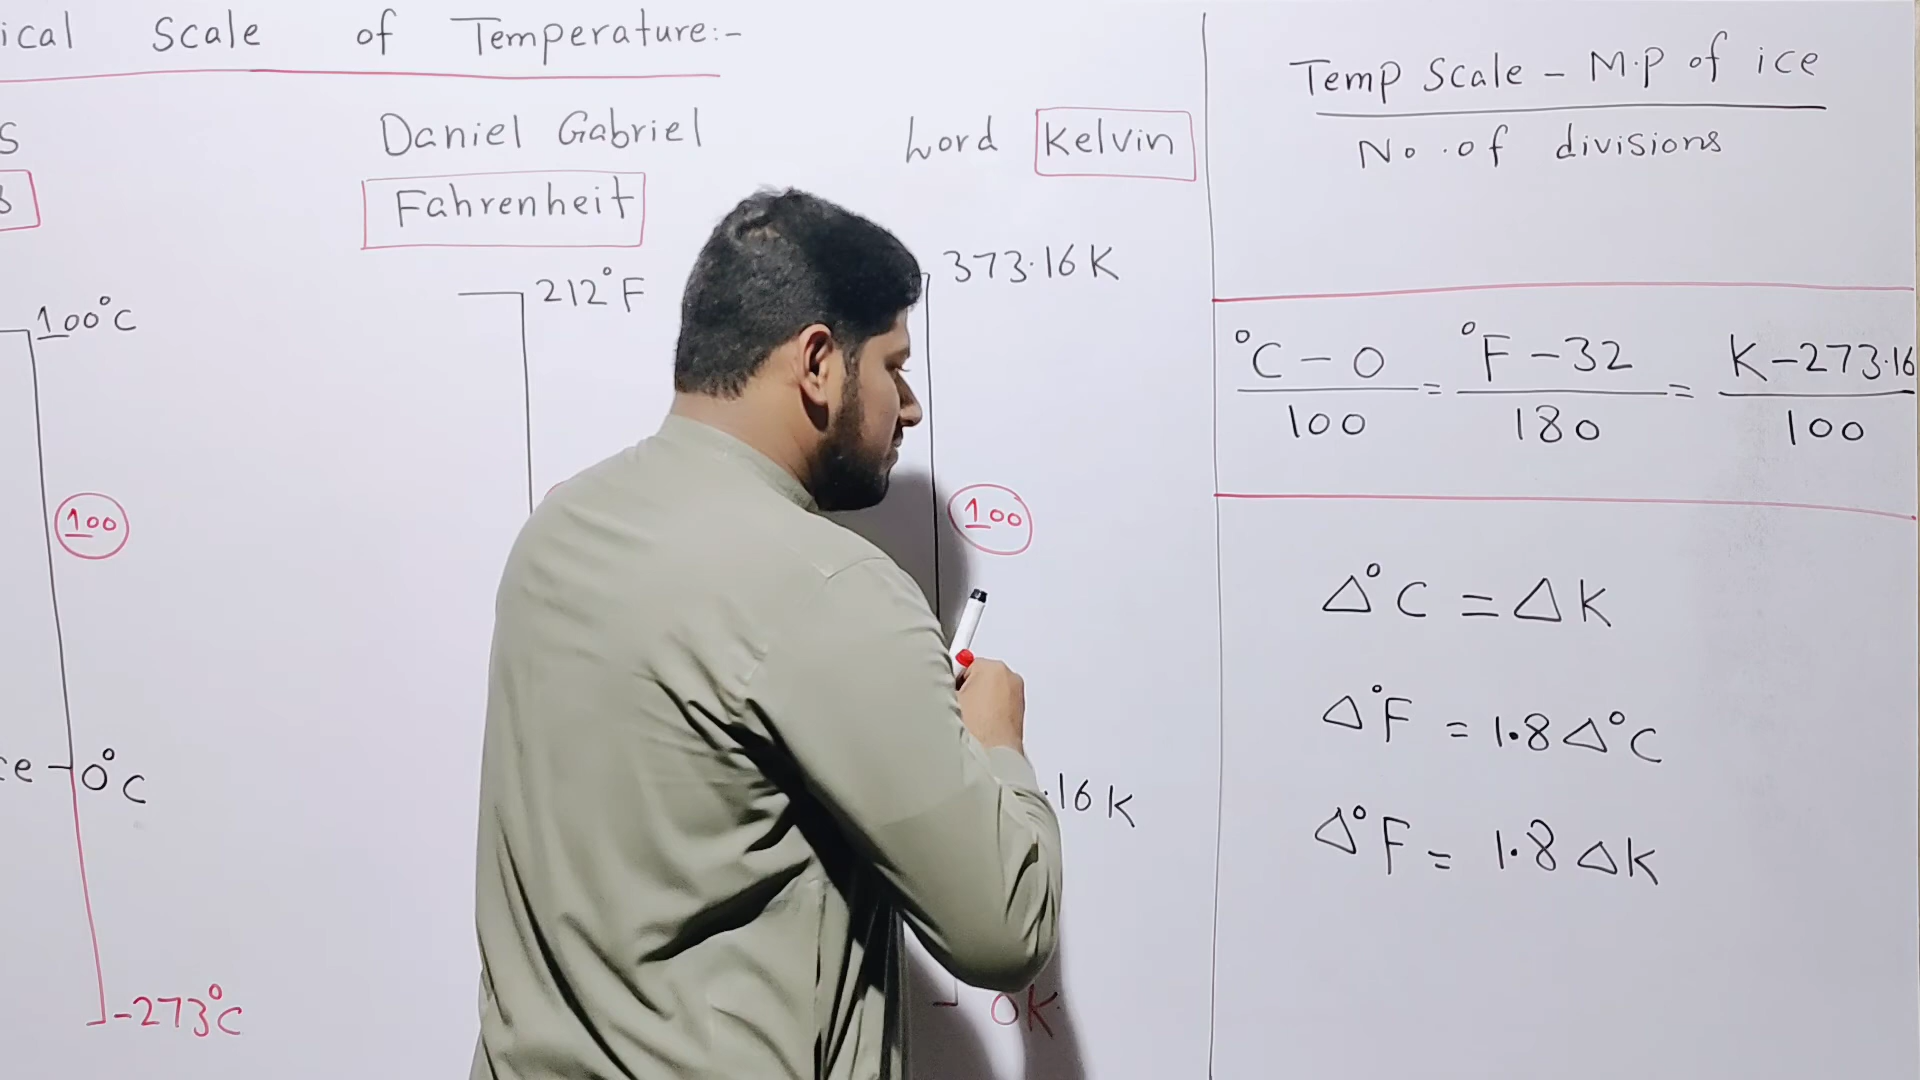 ical Scale of Temperature:-
Daniel Gabriel
Fahrenheit
Lord Kelvin
212°F
373.16 K
100°C
100
100
0°C
.16 K
-273°C
0K
Temp Scale - M.P of ice
No. of divisions
°C - 0 = °F - 32 = K - 273.16
100 180 100
Δ°C = ΔK
Δ°F = 1.8 Δ°C
Δ°F = 1.8 ΔK